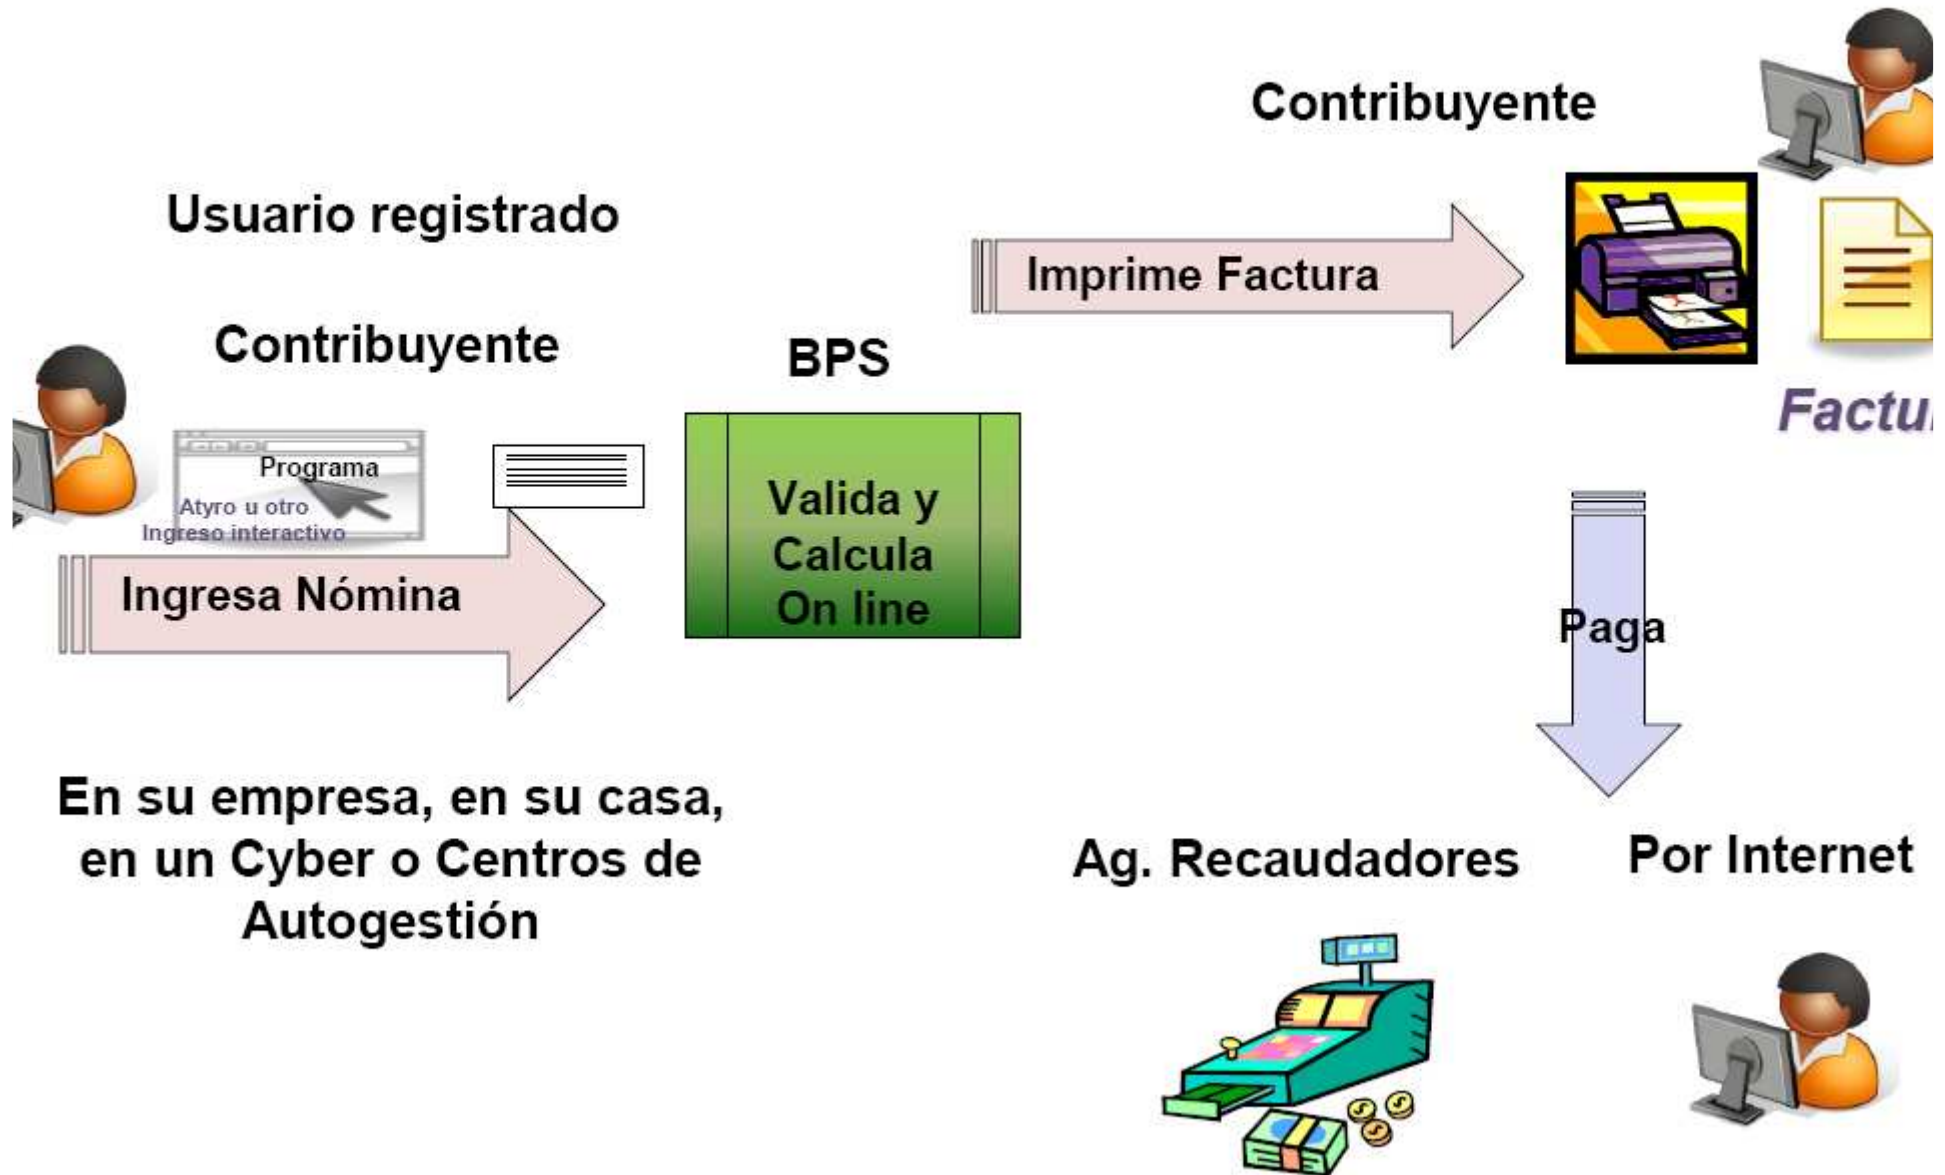 Contribuyente
Usuario registrado
Imprime Factura
Contribuyente
BPS
Programa
Atyro u otro
Ingreso interactivo
Valida y
Calcula
On line
Ingresa Nómina
Paga
En su empresa, en su casa,
en un Cyber o Centros de
Autogestión
Ag. Recaudadores
Por Internet